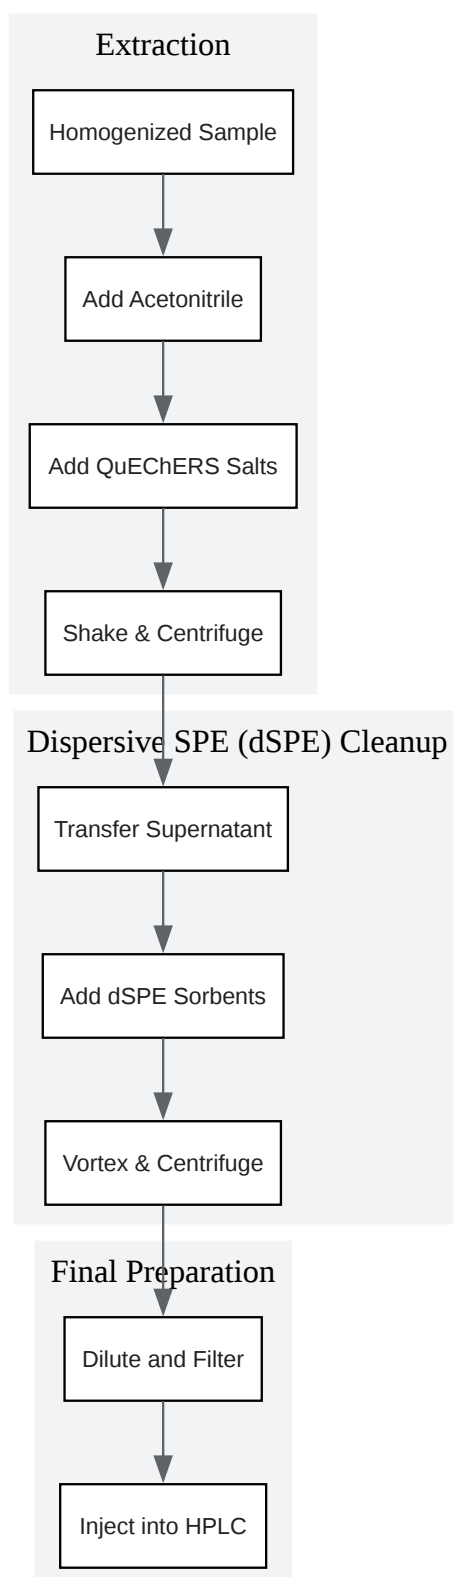 Extraction
Homogenized Sample
Add Acetonitrile
Add QuEChERS Salts
Shake & Centrifuge
Dispersive SPE (dSPE) Cleanup
Transfer Supernatant
Add dSPE Sorbents
Vortex & Centrifuge
Final Preparation
Dilute and Filter
Inject into HPLC